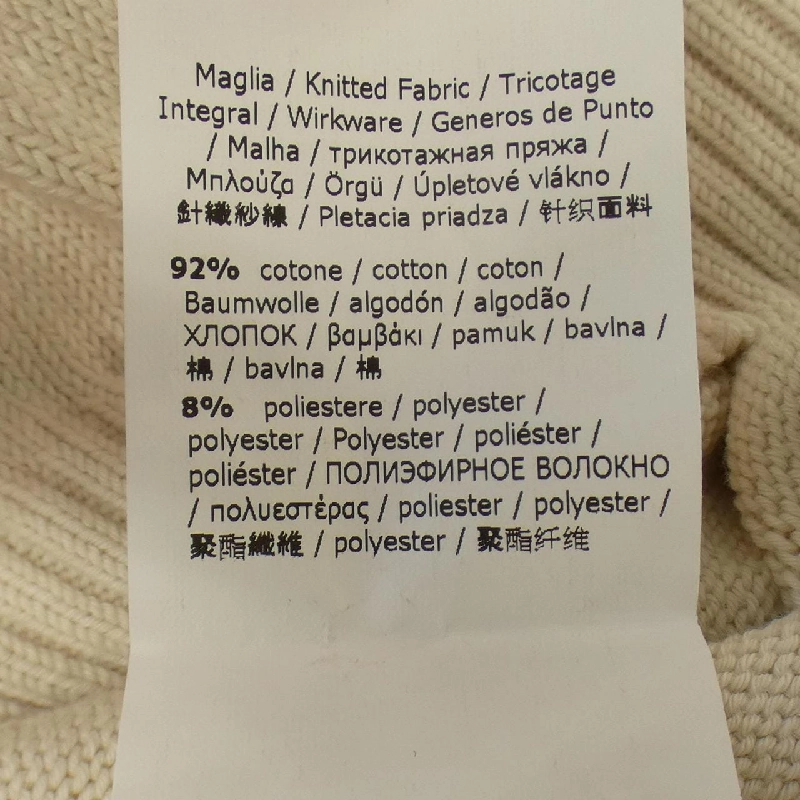 Maglia / Knitted Fabric / Tricotage
Integral / Wirkware / Generos de Punto
/ Malha / трикотажная пряжа /
Μπλούζα / Örgü / Úpletové vlákno /
針織紗線 / Pletacia priadza / 针织面料
92% cotone / cotton / coton /
Baumwolle / algodón / algodão /
ХЛОПОК / βαμβάκι / pamuk / bavlna /
棉 / bavlna / 棉
8% poliestere / polyester /
polyester / Polyester / poliéster /
poliéster / ПОЛИЭФИРНОЕ ВОЛОКНО
/ πολυεστέρας / poliester / polyester /
聚酯纖維 / polyester / 聚酯纤维